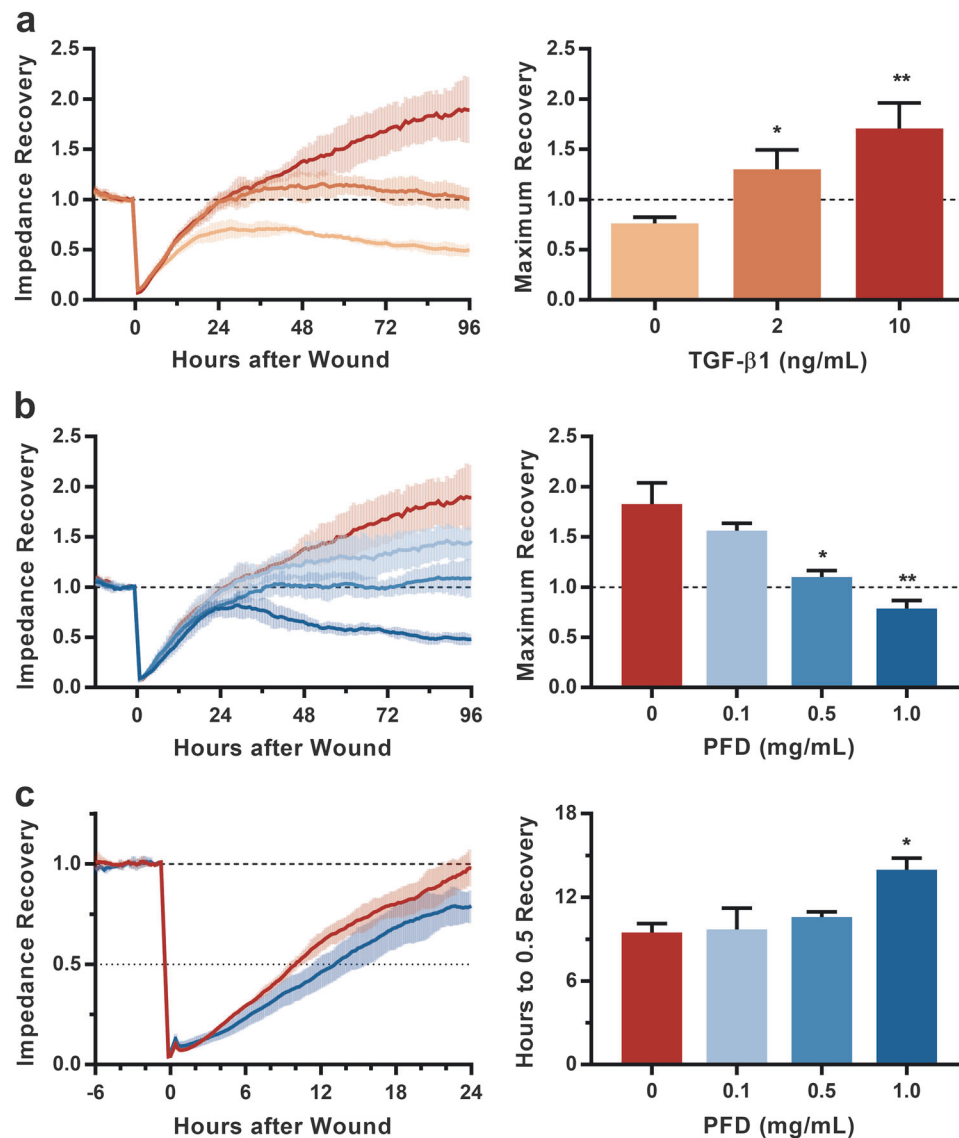 a
Impedance Recovery
2.5
2.0
1.5
1.0
0.5
0.0
0 24 48 72 96
Hours after Wound
Maximum Recovery
2.5
2.0
1.5
1.0
0.5
0.0
* **
0 2 10
TGF-β1 (ng/mL)
b
Impedance Recovery
2.5
2.0
1.5
1.0
0.5
0.0
0 24 48 72 96
Hours after Wound
Maximum Recovery
2.5
2.0
1.5
1.0
0.5
0.0
* **
0 0.1 0.5 1.0
PFD (mg/mL)
c
Impedance Recovery
1.0
0.5
0.0
-6 0 6 12 18 24
Hours after Wound
Hours to 0.5 Recovery
18
12
6
0
*
0 0.1 0.5 1.0
PFD (mg/mL)